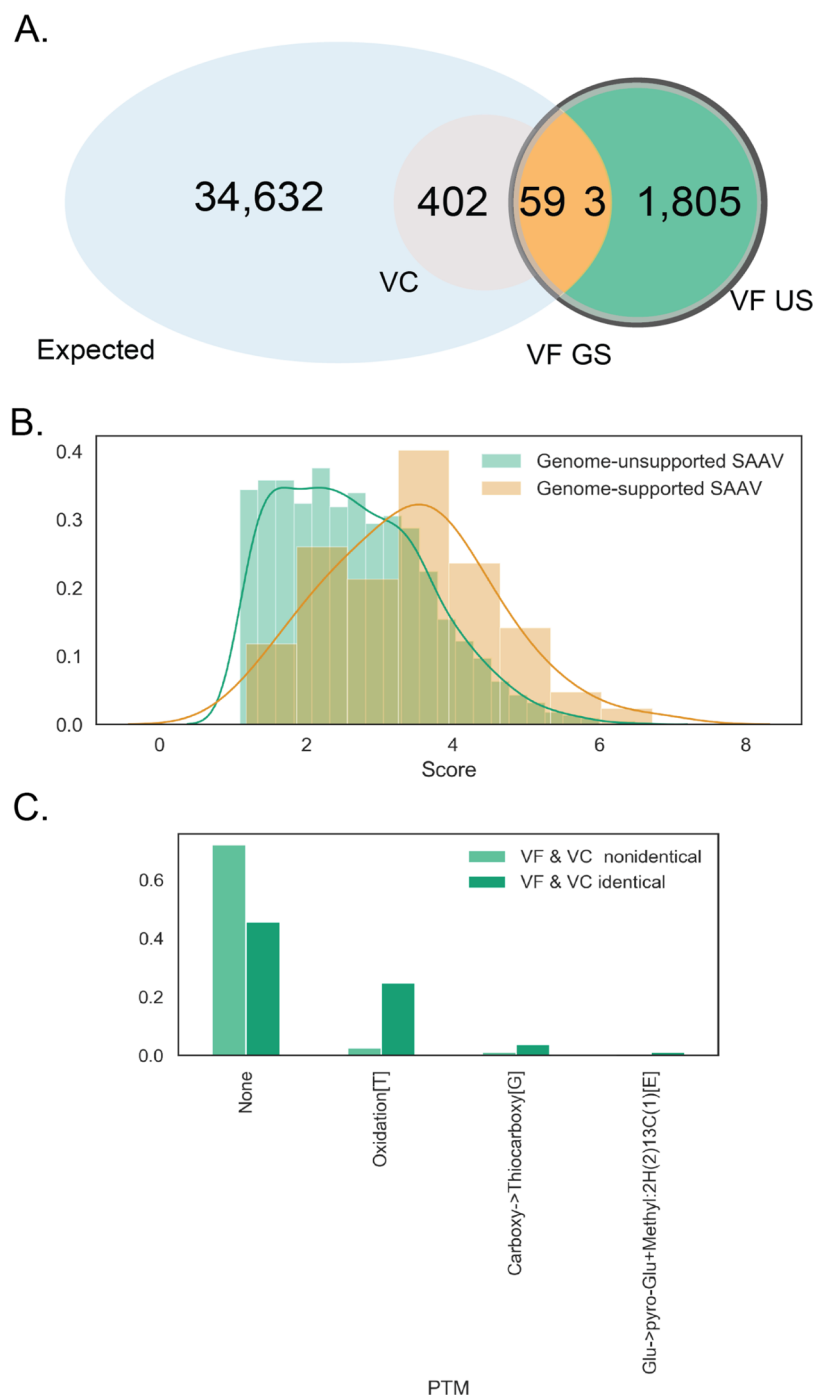 A.
34,632
402
59
3
1,805
VC
VF US
Expected
VF GS
B.
0.4
0.3
0.2
0.1
0.0
Genome-unsupported SAAV
Genome-supported SAAV
0
2
4
6
8
Score
C.
0.6
0.4
0.2
0.0
VF & VC nonidentical
VF & VC identical
None
Oxidation[T]
Carboxy->Thiocarboxy[G]
Glu->pyro-Glu+Methyl:2H(2)13C(1)[E]
PTM